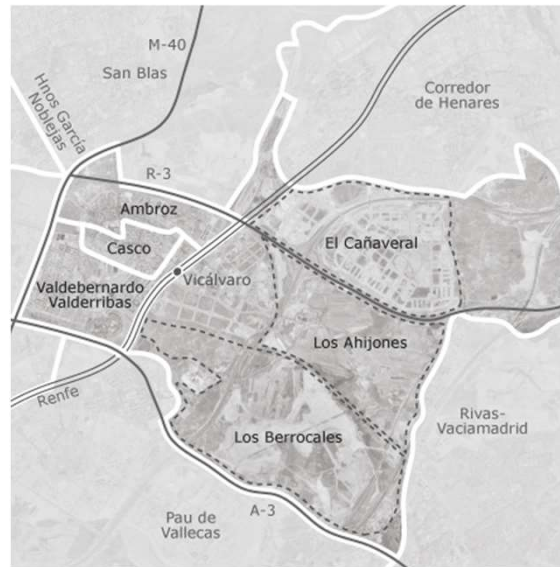 M-40
San Blas
Hnos García
Noblejas
Corredor
de Henares
R-3
Ambroz
Casco
El Cañaveral
Valdebernardo
Valderribas
Vicálvaro
Los Ahijones
Renfe
Los Berrocales
Rivas-
Vaciamadrid
A-3
Pau de
Vallecas